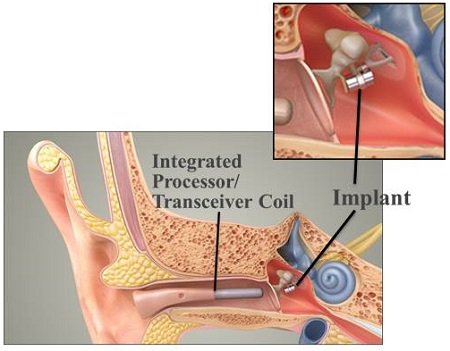 Integrated
Processor/
Transceiver Coil
Implant